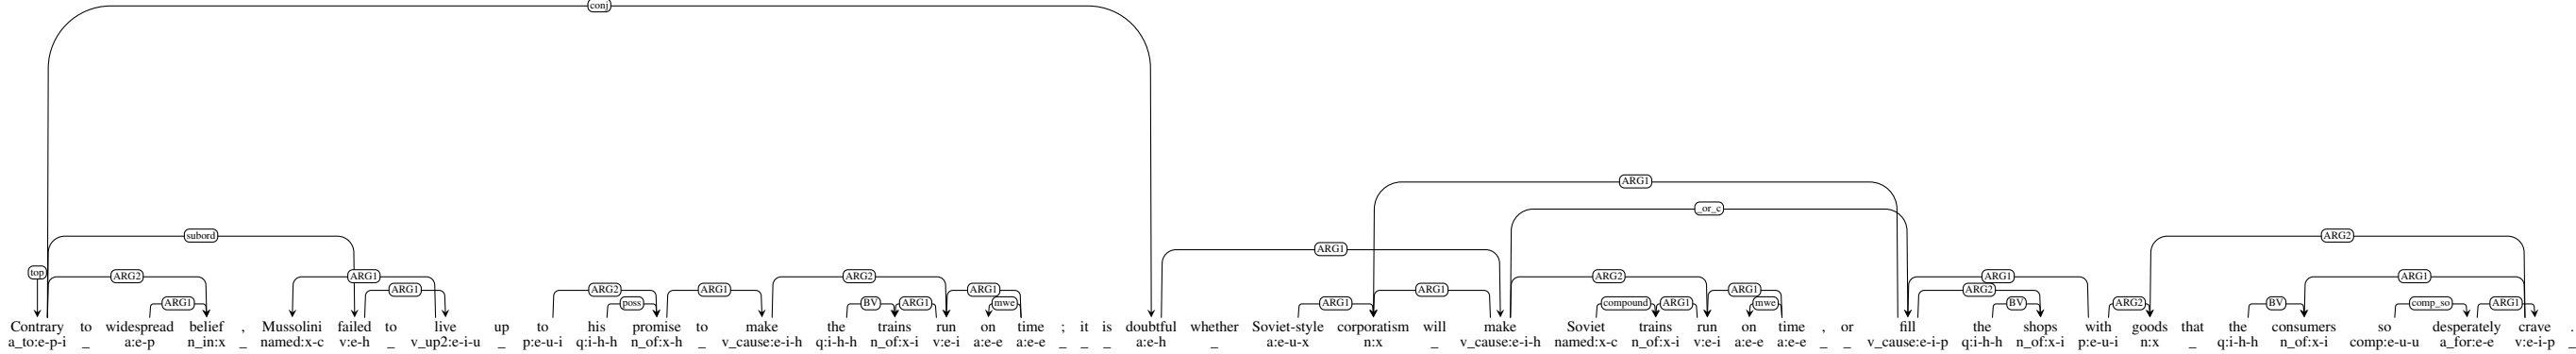 conj
ARG1
_or_c
subord
ARG2
ARG1
top
ARG2 ARG1 ARG2 ARG2 ARG1 ARG1
ARG1 ARG2 ARG1 ARG1 ARG1 ARG1 ARG2
ARG1 poss BV ARG1 mwe ARG1 compound ARG1 mwe BV ARG2 BV comp_so ARG1
Contrary to widespread belief , Mussolini failed to live up to his promise to make the trains run on time ; it is doubtful whether Soviet-style corporatism will make Soviet trains run on time , or fill the shops with goods that the consumers so desperately crave .
a_to:e-p-i _ a:e-p n_in:x _ named:x-c v:e-h _ v_up2:e-i-u _ p:e-u-i q:i-h-h n_of:x-h _ v_cause:e-i-h q:i-h-h n_of:x-i v:e-i a:e-e a:e-e _ _ _ a:e-h _ a:e-u-x n:x _ v_cause:e-i-h named:x-c n_of:x-i v:e-i a:e-e a:e-e _ _ v_cause:e-i-p q:i-h-h n_of:x-i p:e-u-i n:x _ q:i-h-h n_of:x-i comp:e-u-u a_for:e-e v:e-i-p _